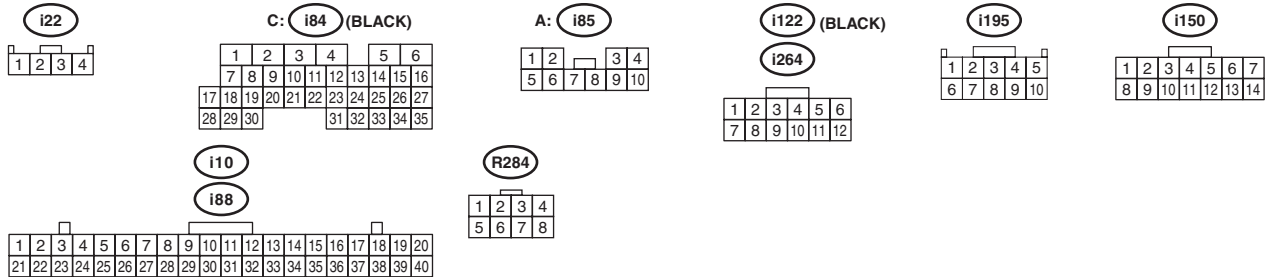 i22
1 2 3 4
C: i84 (BLACK)
1 2 3 4 5 6
7 8 9 10 11 12 13 14 15 16
17 18 19 20 21 22 23 24 25 26 27
28 29 30 31 32 33 34 35
A: i85
1 2 3 4
5 6 7 8 9 10
i122 (BLACK)
i264
1 2 3 4 5 6
7 8 9 10 11 12
i195
1 2 3 4 5
6 7 8 9 10
i150
1 2 3 4 5 6 7
8 9 10 11 12 13 14
i10
i88
1 2 3 4 5 6 7 8 9 10 11 12 13 14 15 16 17 18 19 20
21 22 23 24 25 26 27 28 29 30 31 32 33 34 35 36 37 38 39 40
R284
1 2 3 4
5 6 7 8